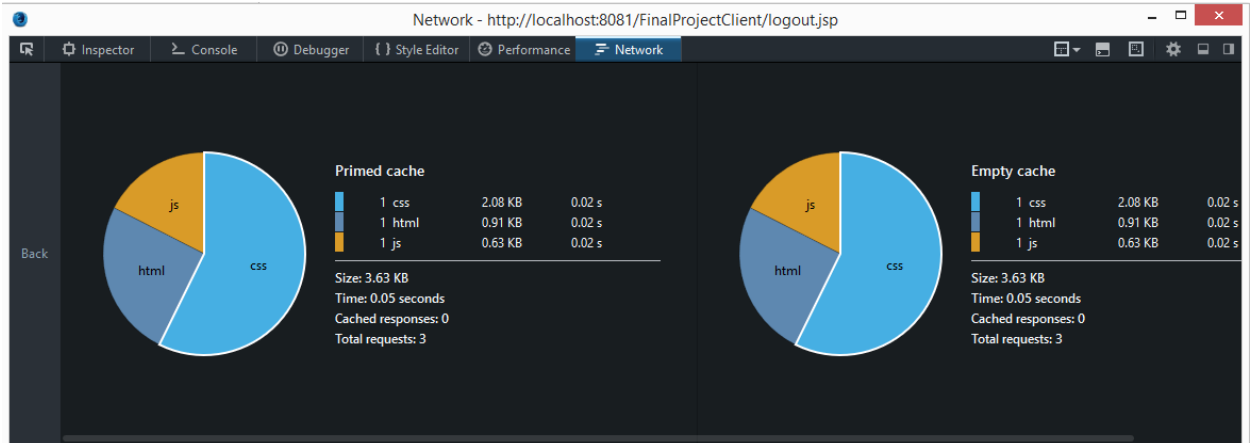 Network - http://localhost:8081/FinalProjectClient/logout.jsp
Inspector Console Debugger { } Style Editor Performance Network
Back
js
html
css
Primed cache
1 css 2.08 KB 0.02 s
1 html 0.91 KB 0.02 s
1 js 0.63 KB 0.02 s
Size: 3.63 KB
Time: 0.05 seconds
Cached responses: 0
Total requests: 3
js
html
css
Empty cache
1 css 2.08 KB 0.02 s
1 html 0.91 KB 0.02 s
1 js 0.63 KB 0.02 s
Size: 3.63 KB
Time: 0.05 seconds
Cached responses: 0
Total requests: 3